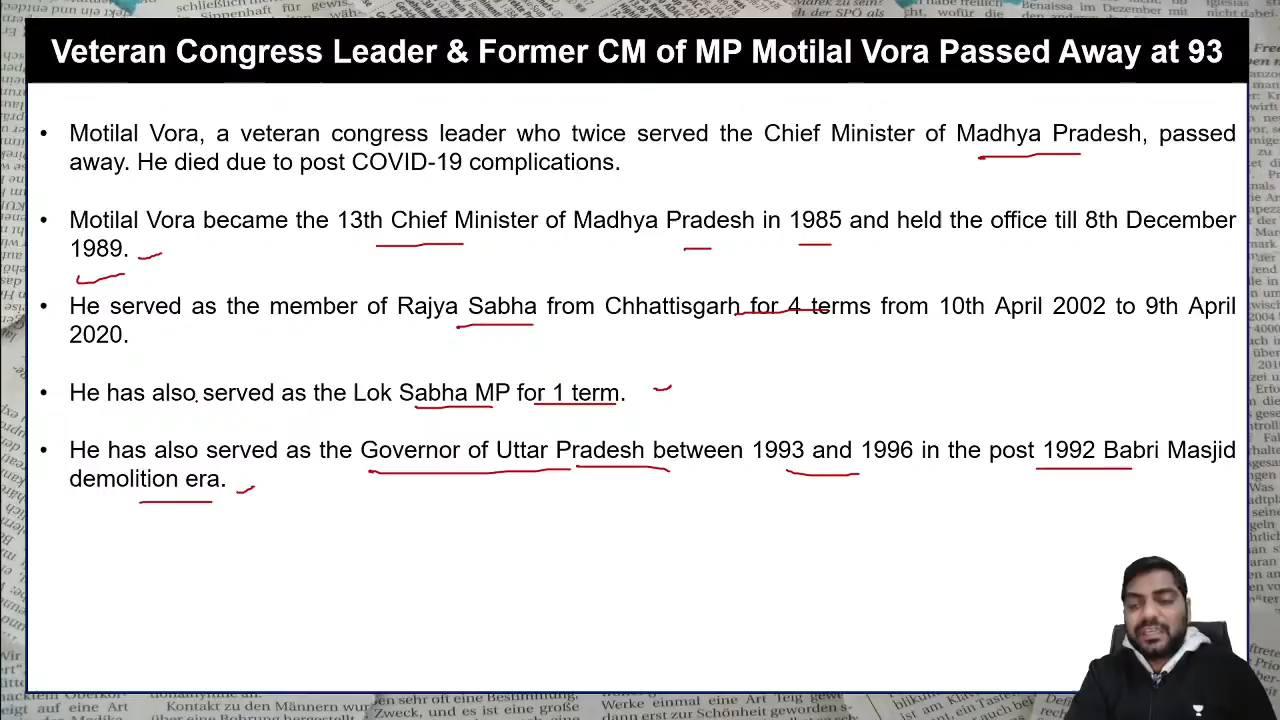 Veteran Congress Leader & Former CM of MP Motilal Vora Passed Away at 93
• Motilal Vora, a veteran congress leader who twice served the Chief Minister of Madhya Pradesh, passed
away. He died due to post COVID-19 complications.
• Motilal Vora became the 13th Chief Minister of Madhya Pradesh in 1985 and held the office till 8th December
1989.
• He served as the member of Rajya Sabha from Chhattisgarh for 4 terms from 10th April 2002 to 9th April
2020.
• He has also served as the Lok Sabha MP for 1 term.
• He has also served as the Governor of Uttar Pradesh between 1993 and 1996 in the post 1992 Babri Masjid
demolition era.